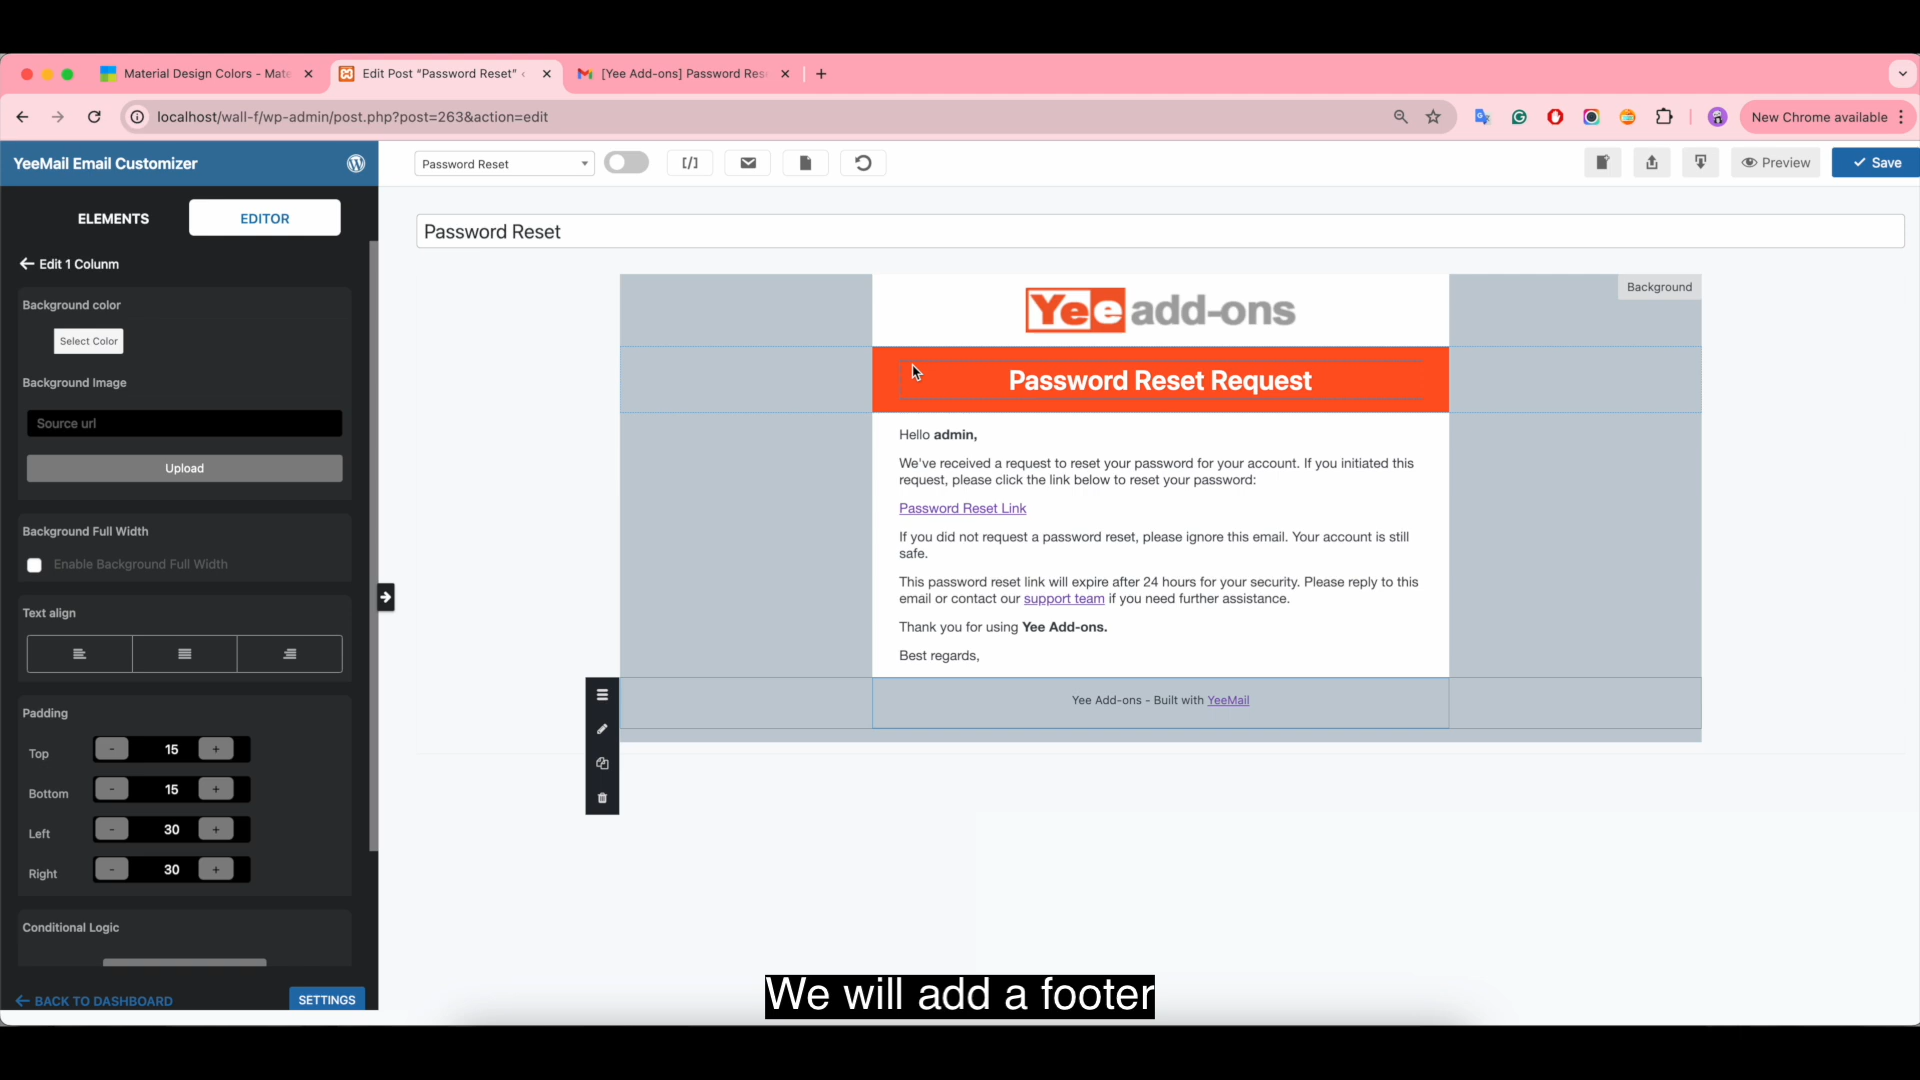 Material Design Colors - Mate
Edit Post "Password Reset" ‹
[Yee Add-ons] Password Res
localhost/wall-f/wp-admin/post.php?post=263&action=edit
New Chrome available
YeeMail Email Customizer
Password Reset
[/]
Preview
Save
ELEMENTS
EDITOR
Password Reset
Edit 1 Colunm
Background color
Select Color
Background Image
Source url
Upload
Background Full Width
Enable Background Full Width
Text align
Padding
Top
- 15 +
Bottom
- 15 +
Left
- 30 +
Right
- 30 +
Conditional Logic
BACK TO DASHBOARD
SETTINGS
Background
Yee add-ons
Password Reset Request
Hello admin,
We've received a request to reset your password for your account. If you initiated this
request, please click the link below to reset your password:
Password Reset Link
If you did not request a password reset, please ignore this email. Your account is still
safe.
This password reset link will expire after 24 hours for your security. Please reply to this
email or contact our support team if you need further assistance.
Thank you for using Yee Add-ons.
Best regards,
Yee Add-ons - Built with YeeMail
We will add a footer